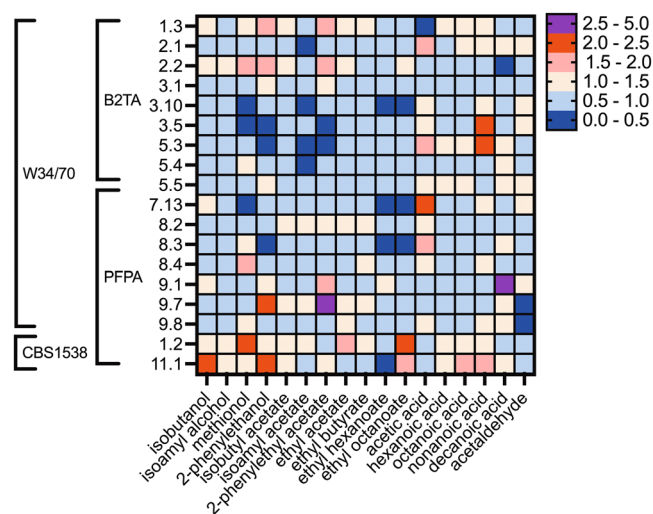 1.3
2.1
2.2
3.1
3.10
3.5
5.3
5.4
5.5
7.13
8.2
8.3
8.4
9.1
9.7
9.8
1.2
11.1
B2TA
W34/70
PFPA
CBS1538
2.5 - 5.0
2.0 - 2.5
1.5 - 2.0
1.0 - 1.5
0.5 - 1.0
0.0 - 0.5
isobutanol
isoamyl alcohol
methionol
2-phenylethanol
isobutyl acetate
isoamyl acetate
2-phenylethyl acetate
ethyl acetate
ethyl butyrate
ethyl hexanoate
ethyl octanoate
acetic acid
hexanoic acid
octanoic acid
nonanoic acid
decanoic acid
acetaldehyde